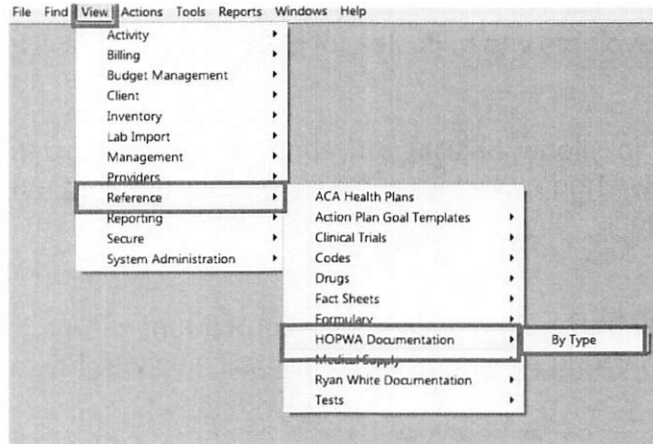 File Find View Actions Tools Reports Windows Help
Activity
Billing
Budget Management
Client
Inventory
Lab Import
Management
Providers
Reference
Reporting
Secure
System Administration
ACA Health Plans
Action Plan Goal Templates
Clinical Trials
Codes
Drugs
Fact Sheets
Formulary
HOPWA Documentation
By Type
Medical Supply
Ryan White Documentation
Tests